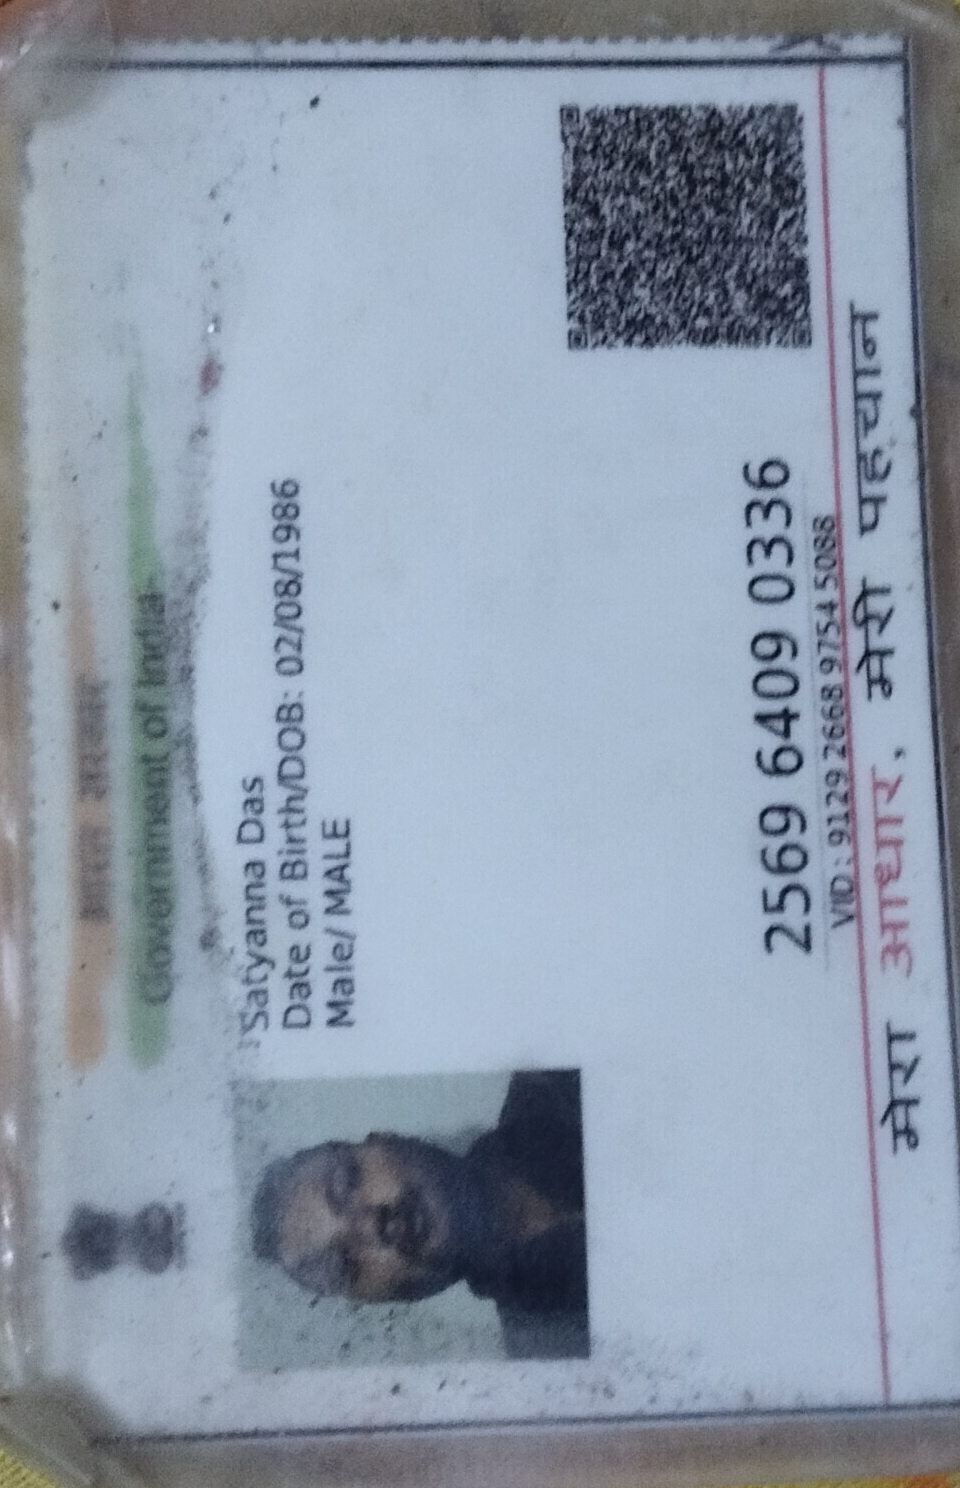 भारत सरकार
Government of India
Satyanna Das
Date of Birth/DOB: 02/08/1986
Male/ MALE
2569 6409 0336
VID : 9129 2668 9754 5088
मेरा आधार, मेरी पहचान